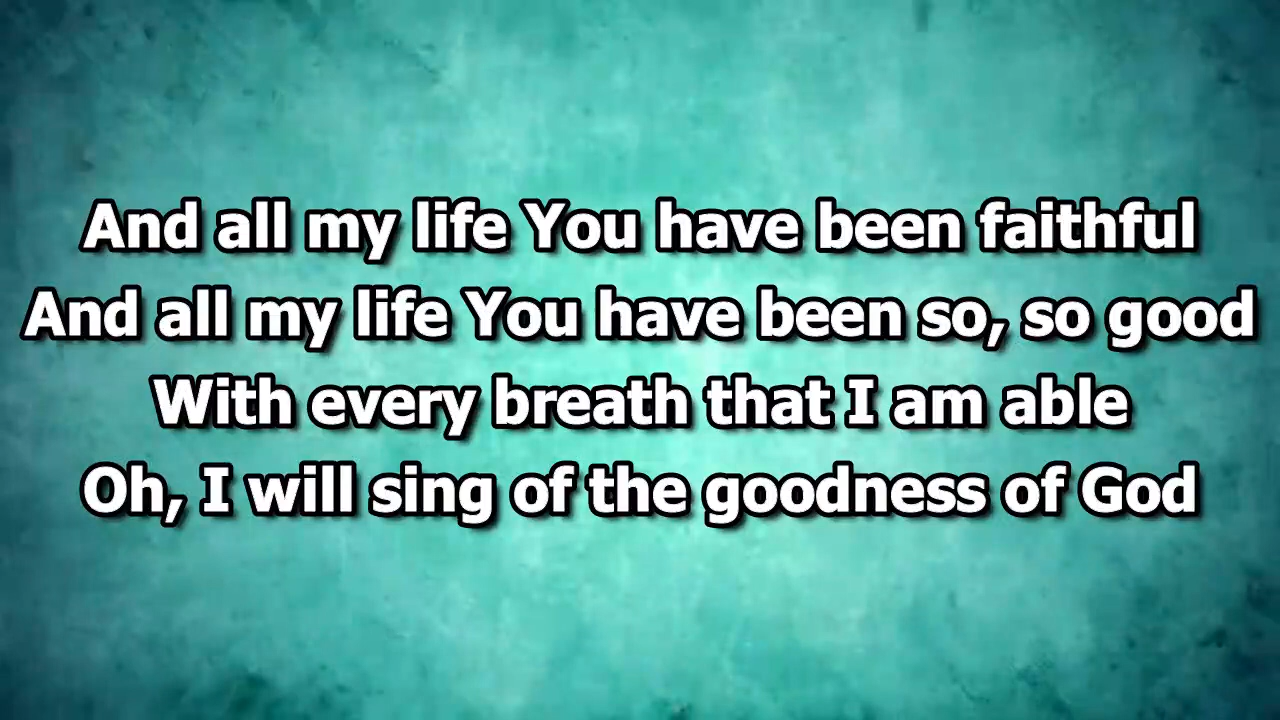 And all my life You have been faithful
And all my life You have been so, so good
With every breath that I am able
Oh, I will sing of the goodness of God